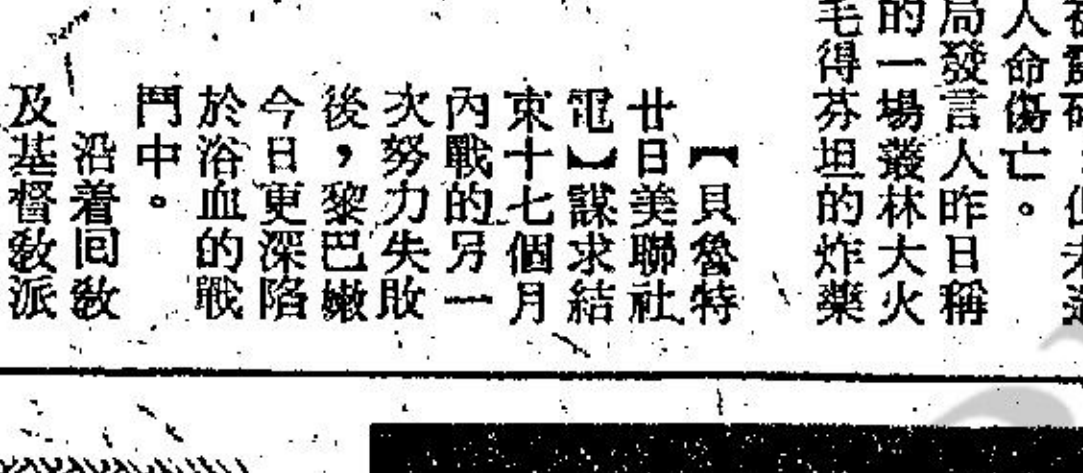 人命傷亡。
局發言人昨日稱
的一場叢林大火
毛得芬坦的炸藥
【貝魯特
廿日美聯社
電】謀求結
束十七個月
內戰的另一
次努力失敗
後，黎巴嫩
今日更深陷
於浴血的戰
鬥中。
沿着回敎
及基督敎派